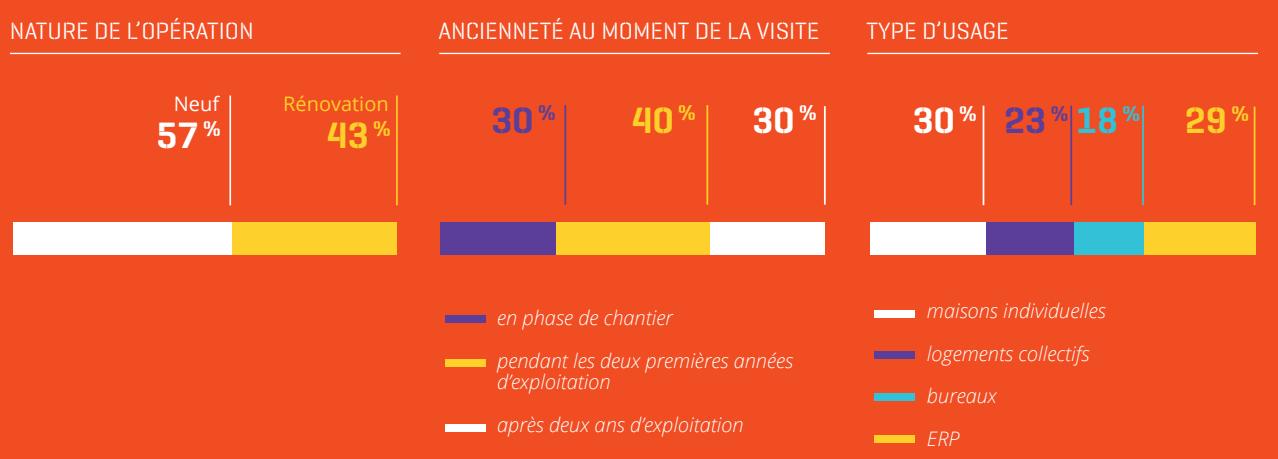 NATURE DE L'OPÉRATION
Neuf
57 %
Rénovation
43 %
ANCIENNETÉ AU MOMENT DE LA VISITE
30 %
40 %
30 %
en phase de chantier
pendant les deux premières années
d'exploitation
après deux ans d'exploitation
TYPE D'USAGE
30 %
23 %
18 %
29 %
maisons individuelles
logements collectifs
bureaux
ERP